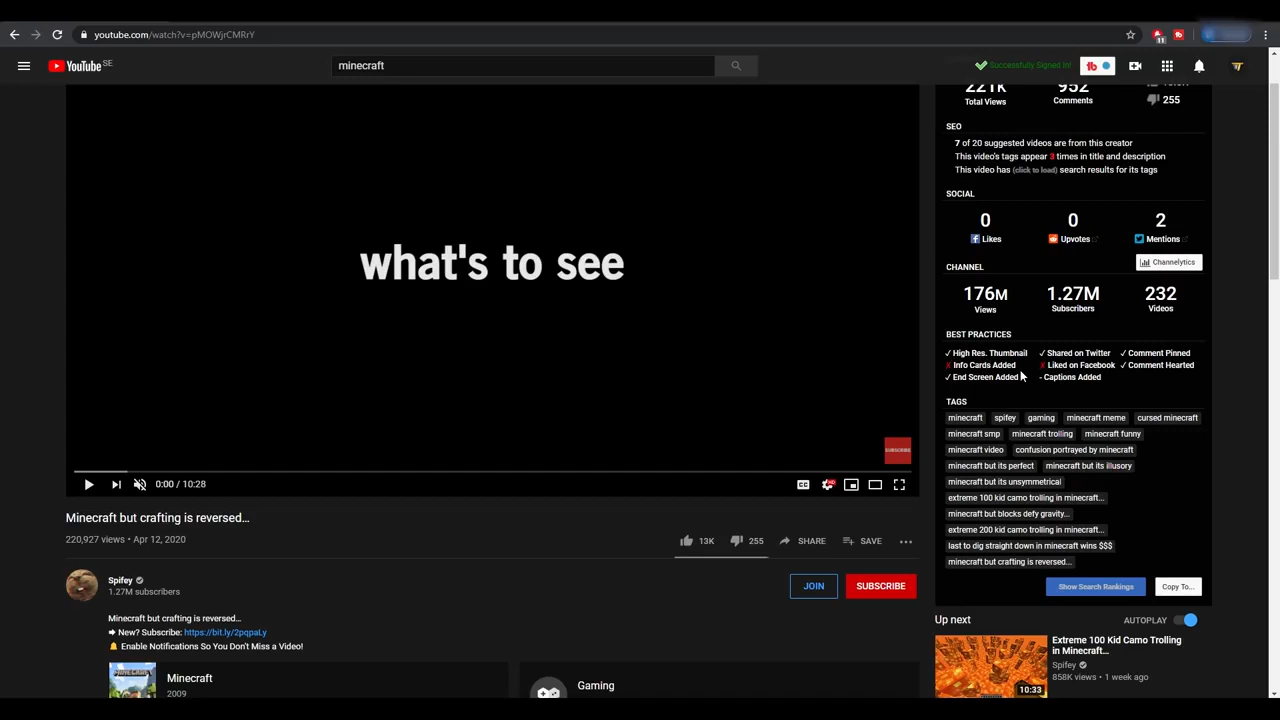 youtube.com/watch?v=pMOWjrCMRrY
11
YouTube SE
minecraft
Successfully Signed In!
tb
221K
Total Views
952
Comments
255
SEO
7 of 20 suggested videos are from this creator
This video's tags appear 3 times in title and description
This video has (click to load) search results for its tags
SOCIAL
0
Likes
0
Upvotes
2
Mentions
CHANNEL
Channelytics
176M
Views
1.27M
Subscribers
232
Videos
BEST PRACTICES
✓ High Res. Thumbnail ✓ Shared on Twitter ✓ Comment Pinned
✗ Info Cards Added ✗ Liked on Facebook ✓ Comment Hearted
✓ End Screen Added - Captions Added
TAGS
minecraft spifey gaming minecraft meme cursed minecraft
minecraft smp minecraft trolling minecraft funny
minecraft video confusion portrayed by minecraft
minecraft but its perfect minecraft but its illusory
minecraft but its unsymmetrical
extreme 100 kid camo trolling in minecraft...
minecraft but blocks defy gravity...
extreme 200 kid camo trolling in minecraft...
last to dig straight down in minecraft wins $$$
minecraft but crafting is reversed...
Show Search Rankings Copy To...
what's to see
SUBSCRIBE
0:00 / 10:28
CC
HD
Minecraft but crafting is reversed...
220,927 views • Apr 12, 2020
13K 255 SHARE SAVE
Spifey
1.27M subscribers
JOIN SUBSCRIBE
Minecraft but crafting is reversed...
➡ New? Subscribe: https://bit.ly/2pqpaLy
🔔 Enable Notifications So You Don't Miss a Video!
MINECRAFT
Minecraft
2009
Gaming
Up next AUTOPLAY
Extreme 100 Kid Camo Trolling
in Minecraft...
Spifey
858K views • 1 week ago
10:33